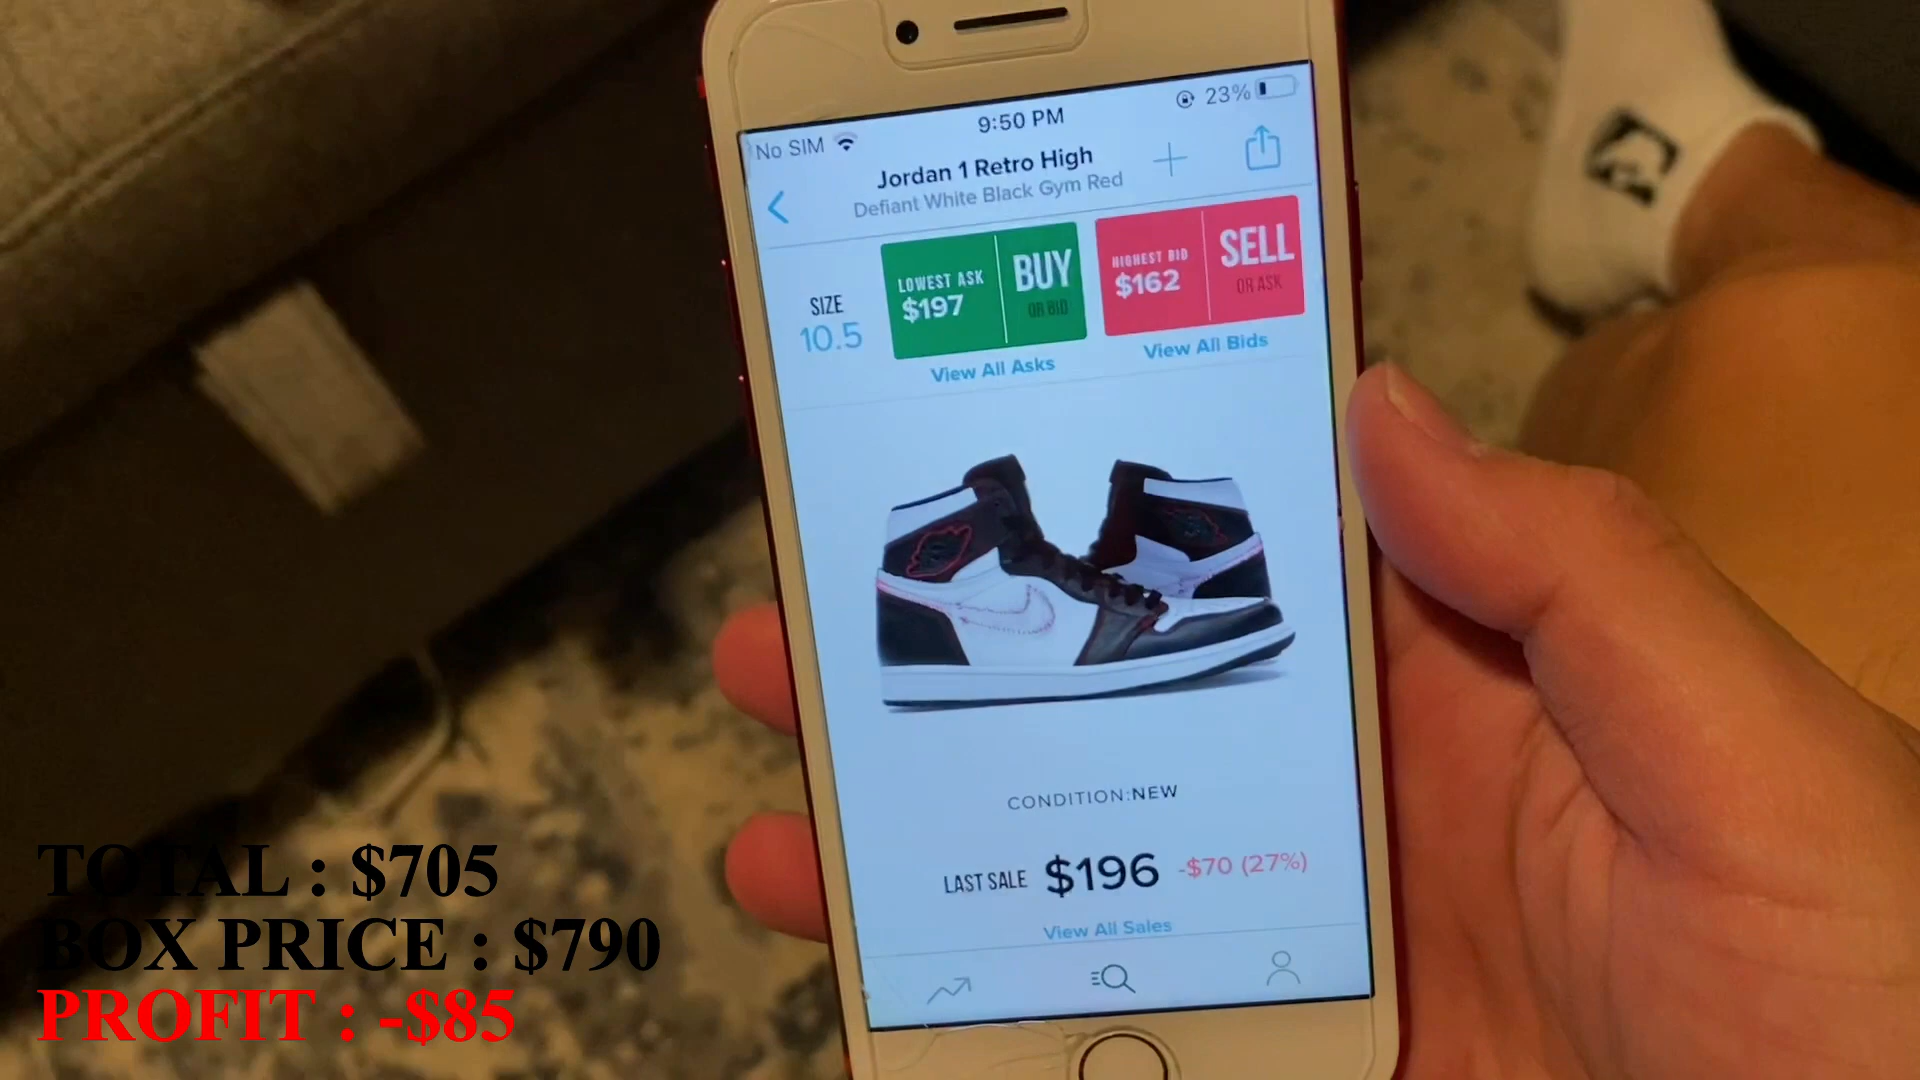 No SIM 9:50 PM 23%
Jordan 1 Retro High
Defiant White Black Gym Red
SIZE
10.5
LOWEST ASK
$197
BUY
OR BID
HIGHEST BID
$162
SELL
OR ASK
View All Asks
View All Bids
CONDITION:NEW
LAST SALE $196 -$70 (27%)
View All Sales
TOTAL : $705
BOX PRICE : $790
PROFIT : -$85